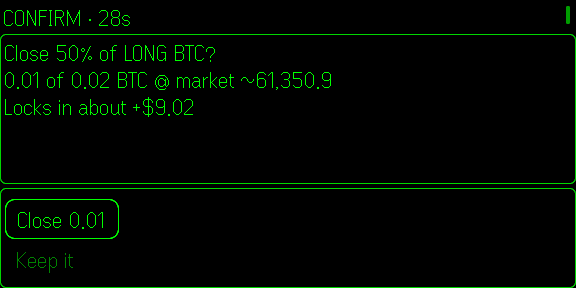 CONFIRM · 28s
Close 50% of LONG BTC?
0.01 of 0.02 BTC @ market ~61,350.9
Locks in about +$9.02
Close 0.01
Keep it